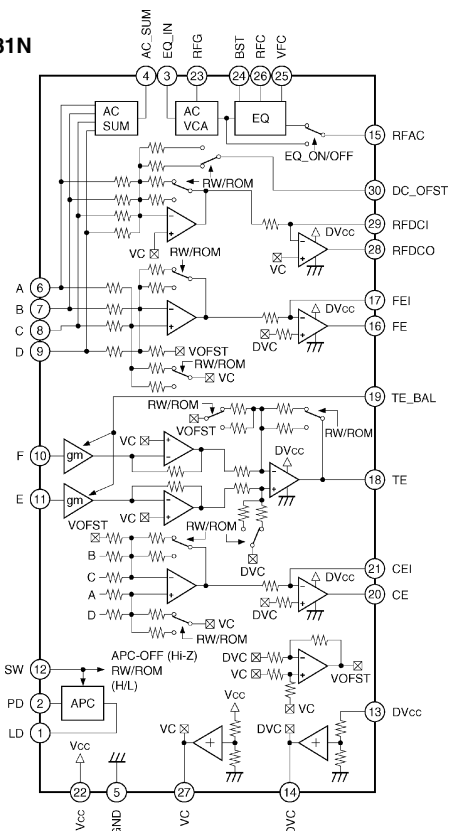 31N
AC_SUM EQ_IN RFG BST RFC VFC
4 3 23 24 26 25
AC SUM
AC VCA
EQ
15 RFAC
EQ_ON/OFF
30 DC_OFST
RW/ROM
29 RFDCI
DVcc
28 RFDCO
VC
VC
RW/ROM
A 6
B 7
C 8
D 9
17 FEI
DVcc
16 FE
DVC
VOFST
RW/ROM
VC
19 TE_BAL
RW/ROM
VOFST
RW/ROM
F 10 gm
VC
DVcc
18 TE
E 11 gm
VC
RW/ROM
DVC
VOFST
B
C
A
D
21 CEI
DVcc
20 CE
DVC
VC
RW/ROM
SW 12
APC-OFF (Hi-Z)
RW/ROM
(H/L)
PD 2
APC
LD 1
DVC
VC
VOFST
VC
13 DVcc
Vcc
VC
DVC
Vcc
22 5 27 14
Vcc GND VC DVC